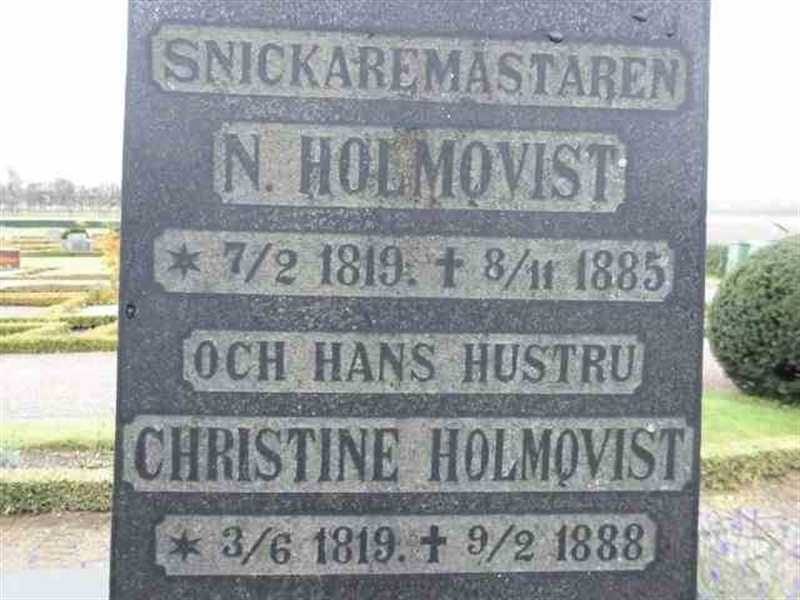 SNICKAREMÄSTAREN
N. HOLMQVIST
* 7/2 1819. † 8/11 1885
OCH HANS HUSTRU
CHRISTINE HOLMQVIST
* 3/6 1819. † 9/2 1888